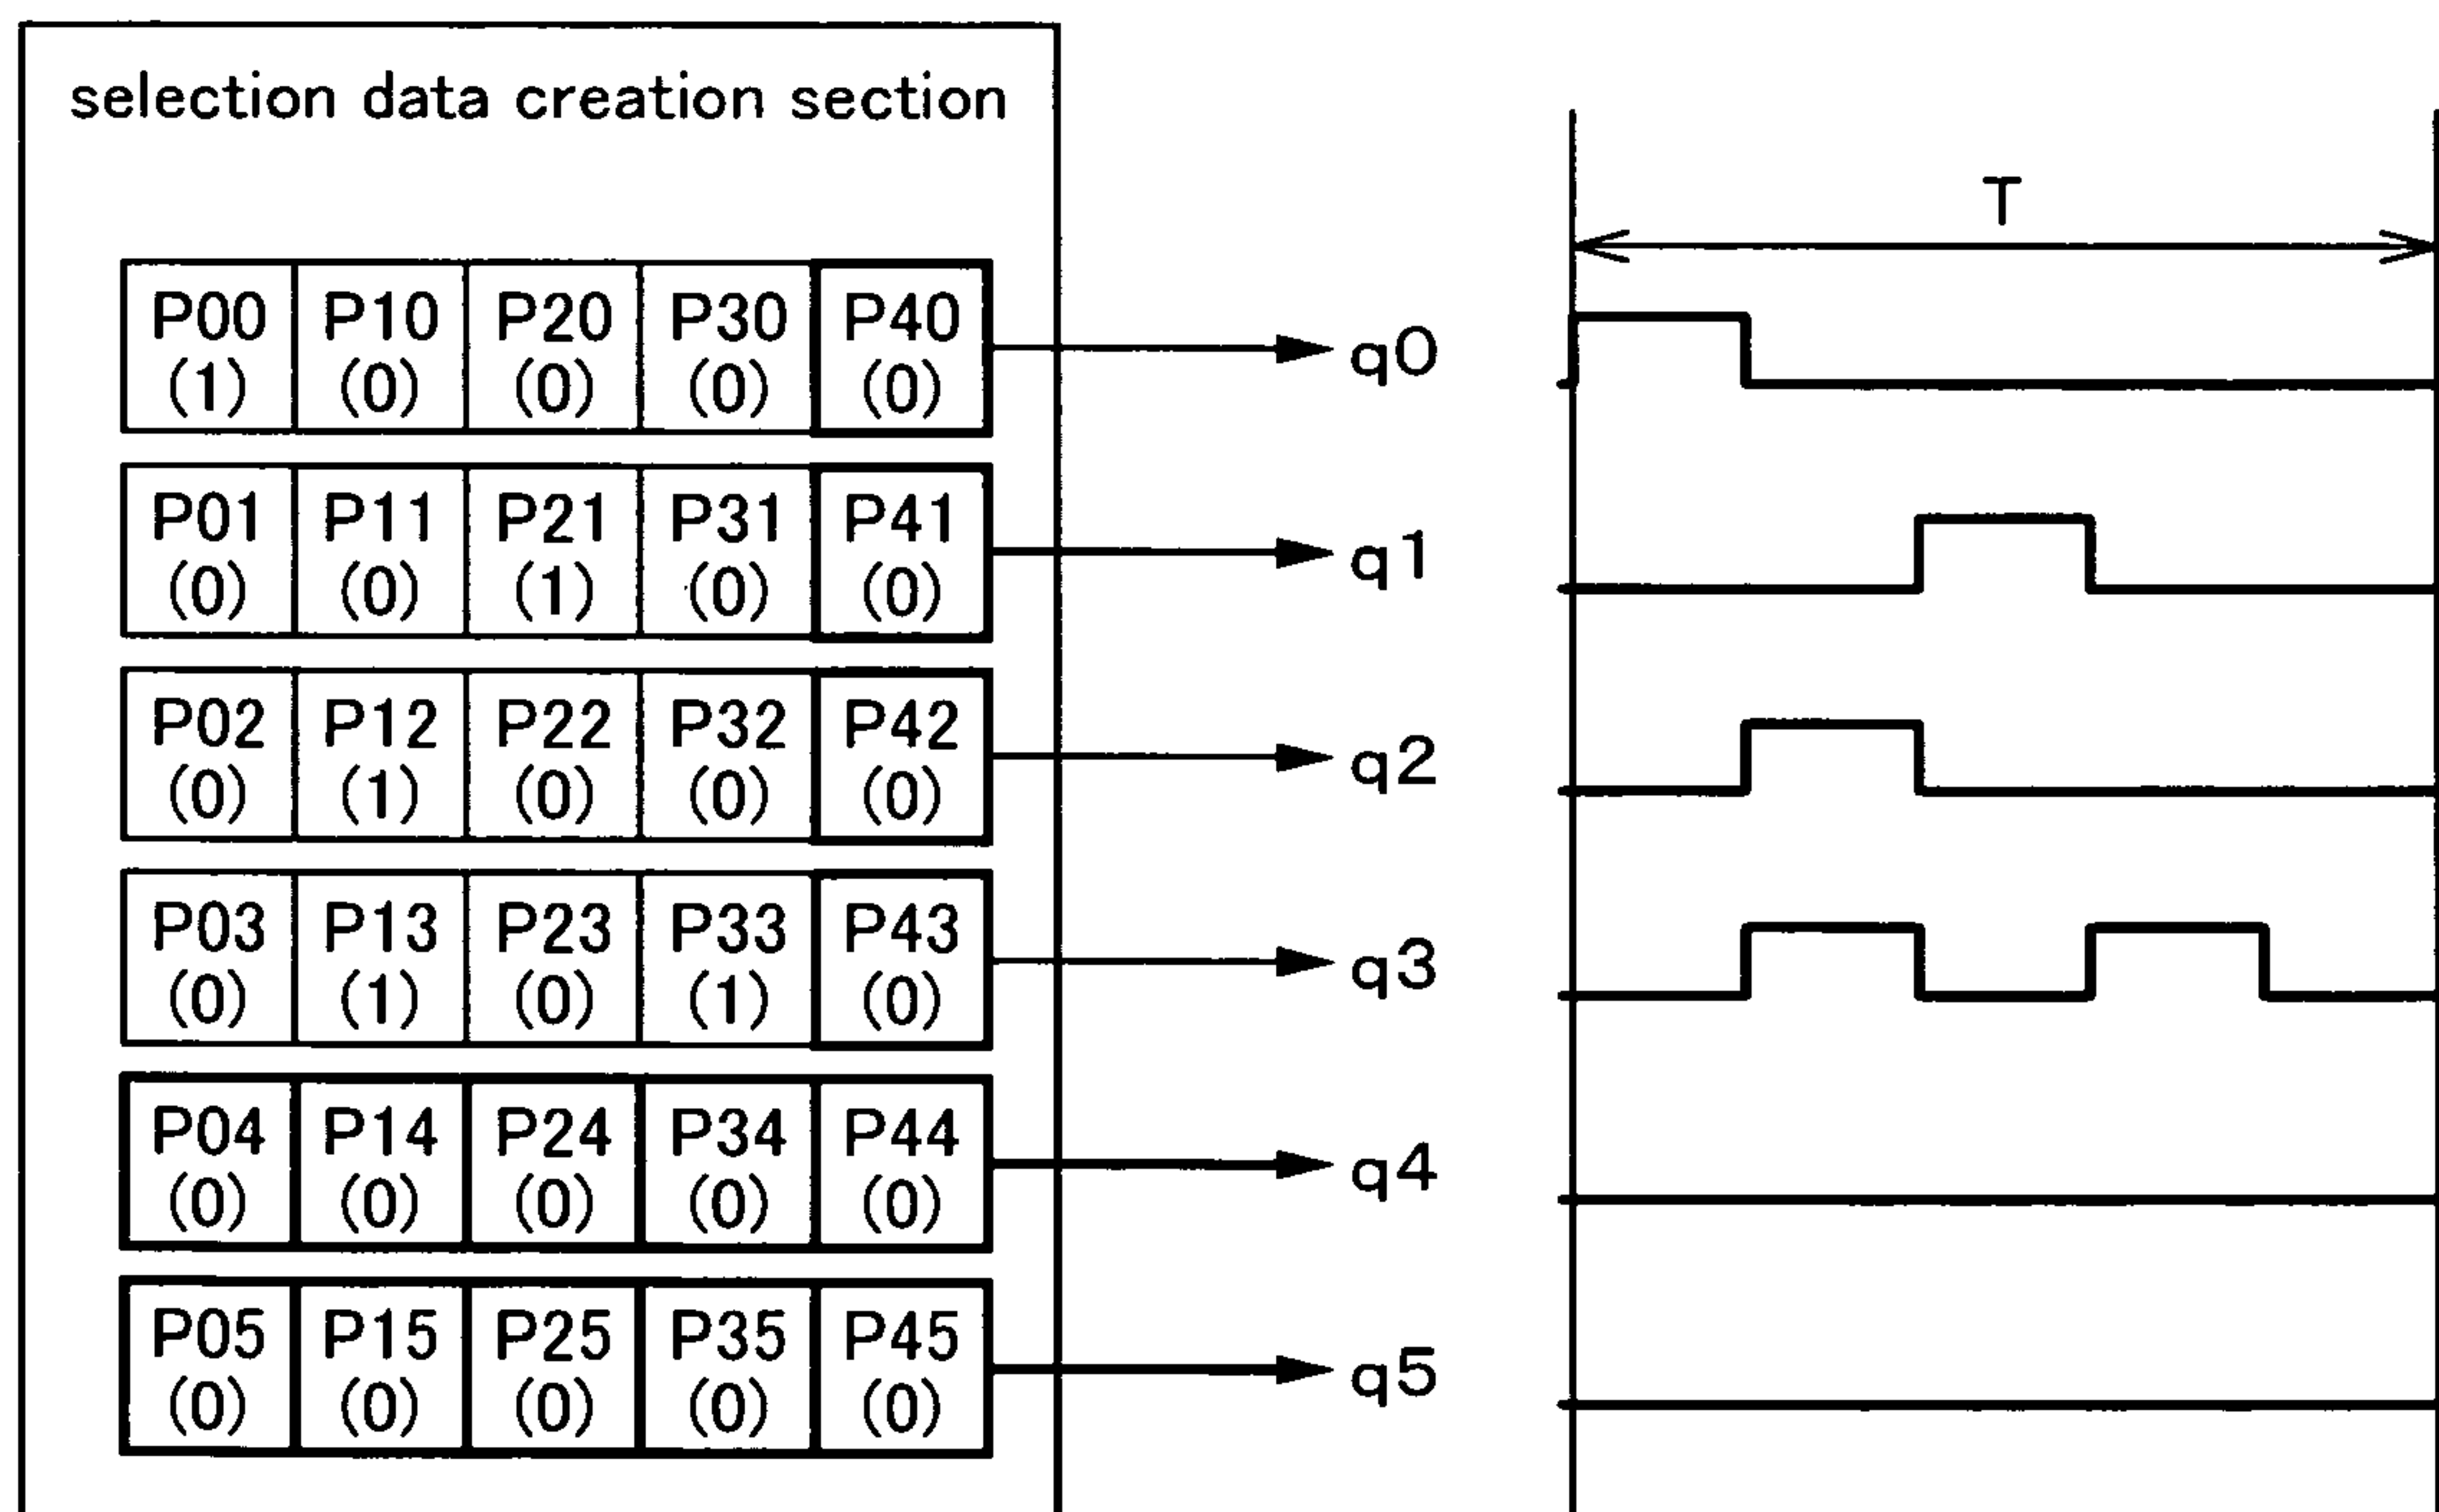 selection data creation section
T
P00 P10 P20 P30 P40
(1) (0) (0) (0) (0)
q0
P01 P11 P21 P31 P41
(0) (0) (1) (0) (0)
q1
P02 P12 P22 P32 P42
(0) (1) (0) (0) (0)
q2
P03 P13 P23 P33 P43
(0) (1) (0) (1) (0)
q3
P04 P14 P24 P34 P44
(0) (0) (0) (0) (0)
q4
P05 P15 P25 P35 P45
(0) (0) (0) (0) (0)
q5